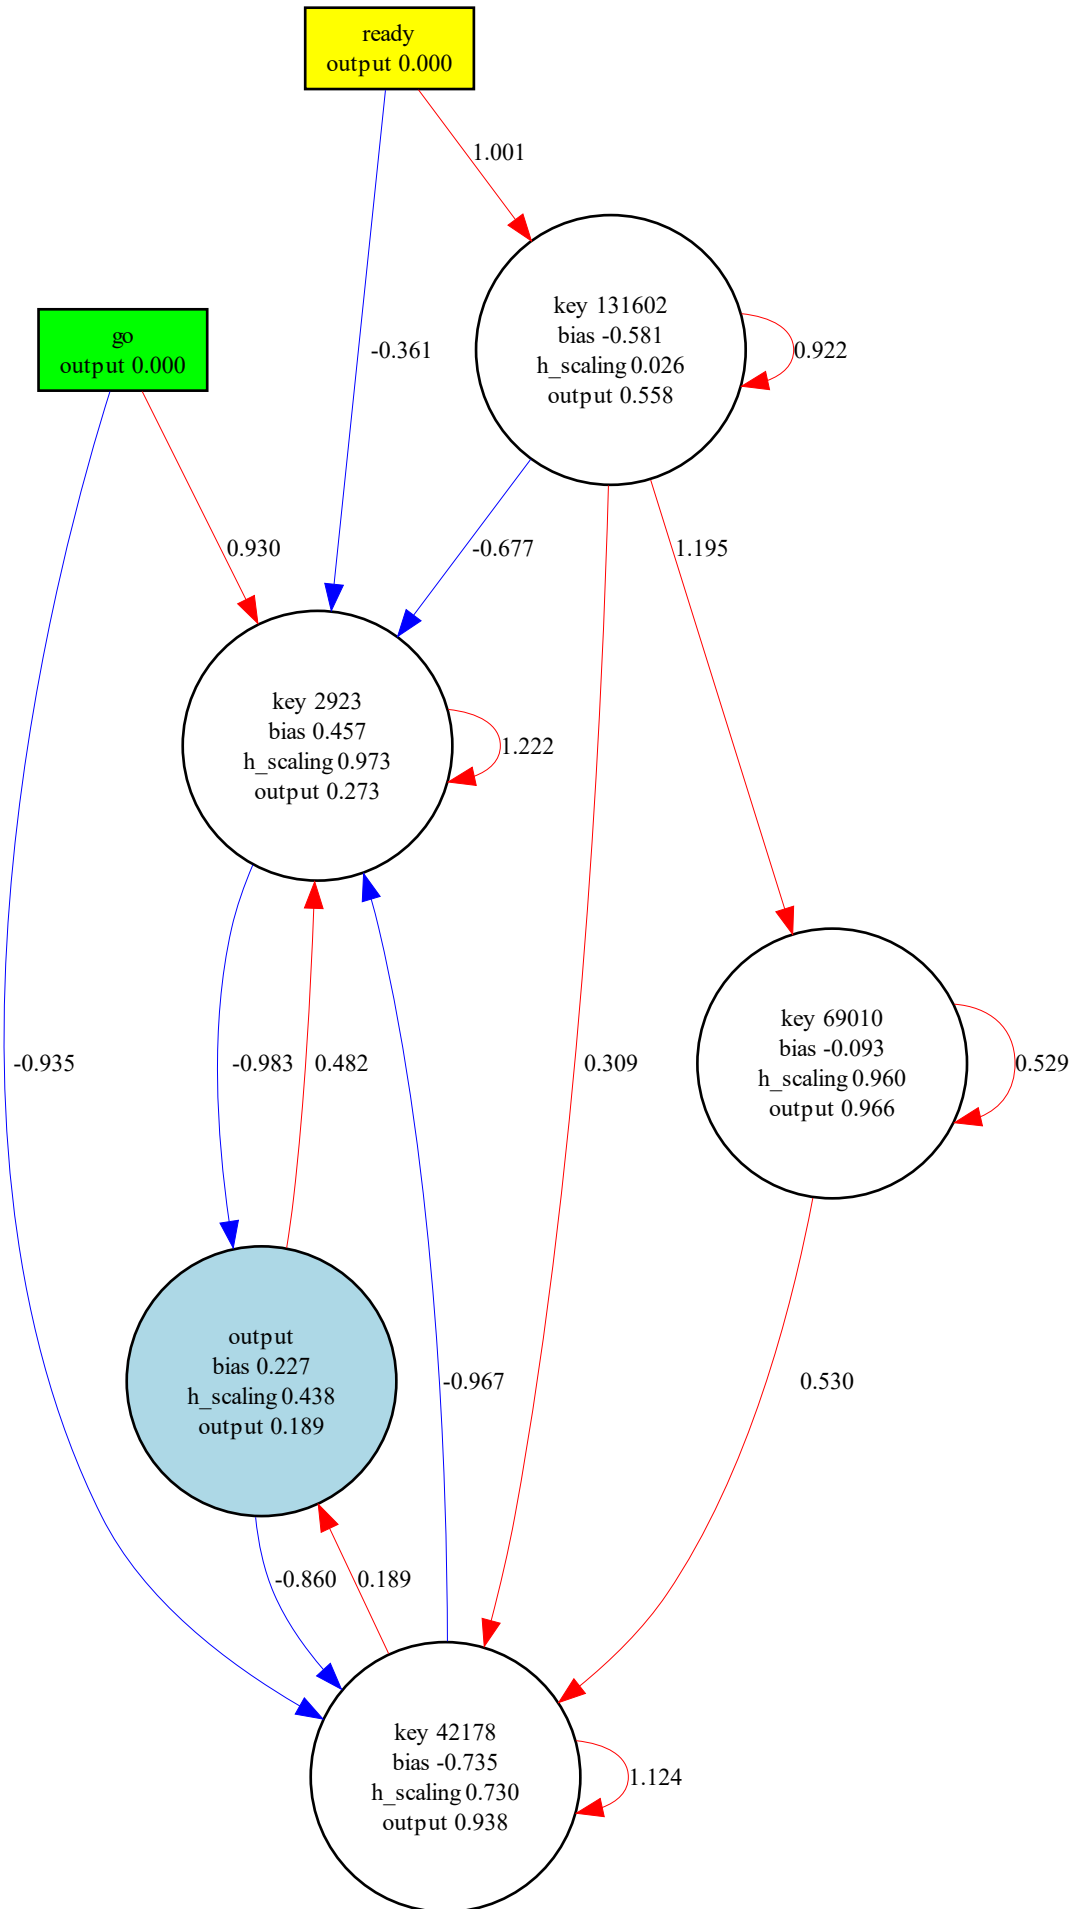 ready
output 0.000
1.001
key 131602
bias -0.581
h_scaling 0.026
output 0.558
0.922
go
output 0.000
-0.361
0.930
-0.677
1.195
key 2923
bias 0.457
h_scaling 0.973
output 0.273
1.222
key 69010
bias -0.093
h_scaling 0.960
output 0.966
-0.935
-0.983
0.482
0.309
0.529
output
bias 0.227
h_scaling 0.438
output 0.189
-0.967
0.530
-0.860
0.189
key 42178
bias -0.735
h_scaling 0.730
output 0.938
1.124